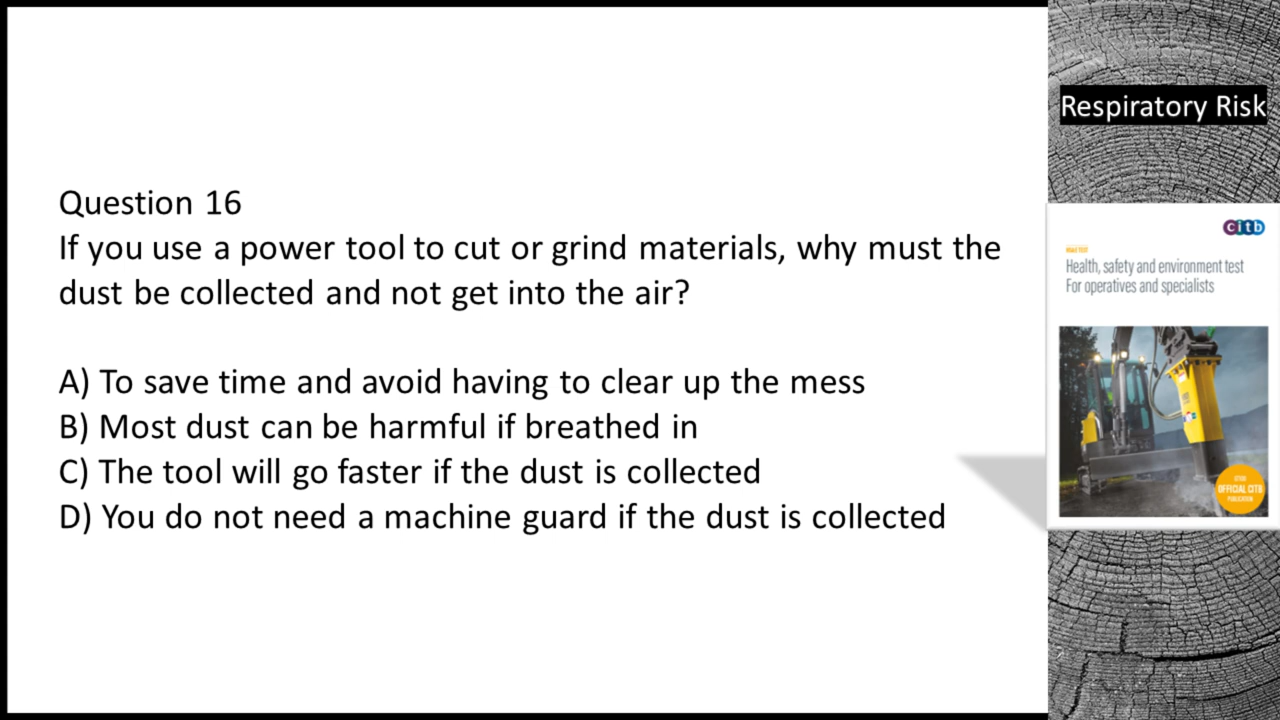 Question 16
If you use a power tool to cut or grind materials, why must the
dust be collected and not get into the air?
A) To save time and avoid having to clear up the mess
B) Most dust can be harmful if breathed in
C) The tool will go faster if the dust is collected
D) You do not need a machine guard if the dust is collected
Respiratory Risk
citb
Health, safety and environment test
For operatives and specialists
OFFICIAL CITB
PUBLICATION